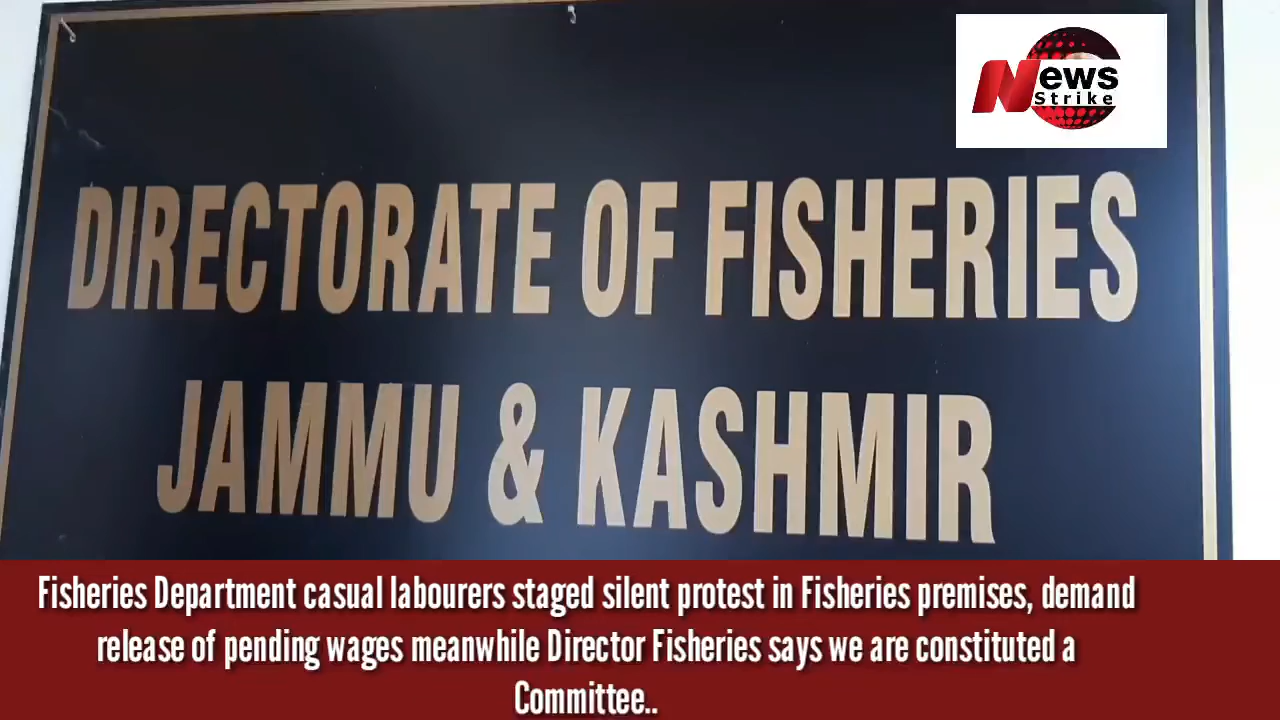 News
Strike
DIRECTORATE OF FISHERIES
JAMMU & KASHMIR
Fisheries Department casual labourers staged silent protest in Fisheries premises, demand
release of pending wages meanwhile Director Fisheries says we are constituted a
Committee..